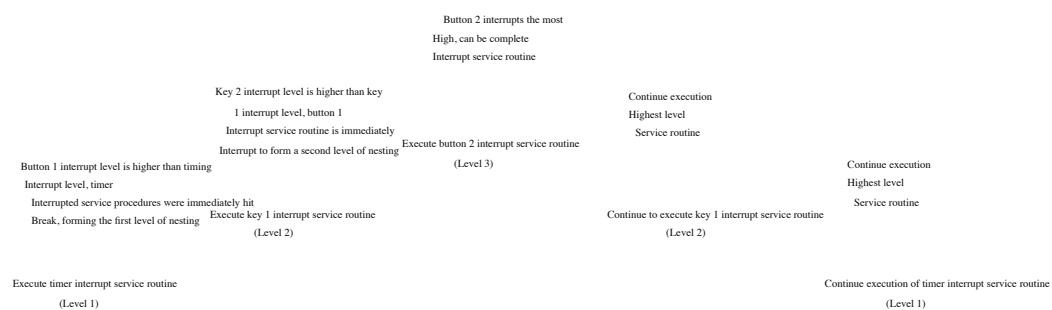 Button 2 interrupts the most
High, can be complete
Interrupt service routine
Key 2 interrupt level is higher than key
1 interrupt level, button 1
Interrupt service routine is immediately
Interrupt to form a second level of nesting
Continue execution
Highest level
Service routine
Execute button 2 interrupt service routine
(Level 3)
Button 1 interrupt level is higher than timing
Interrupt level, timer
Interrupted service procedures were immediately hit
Break, forming the first level of nesting
Continue execution
Highest level
Service routine
Execute key 1 interrupt service routine
(Level 2)
Continue to execute key 1 interrupt service routine
(Level 2)
Execute timer interrupt service routine
(Level 1)
Continue execution of timer interrupt service routine
(Level 1)